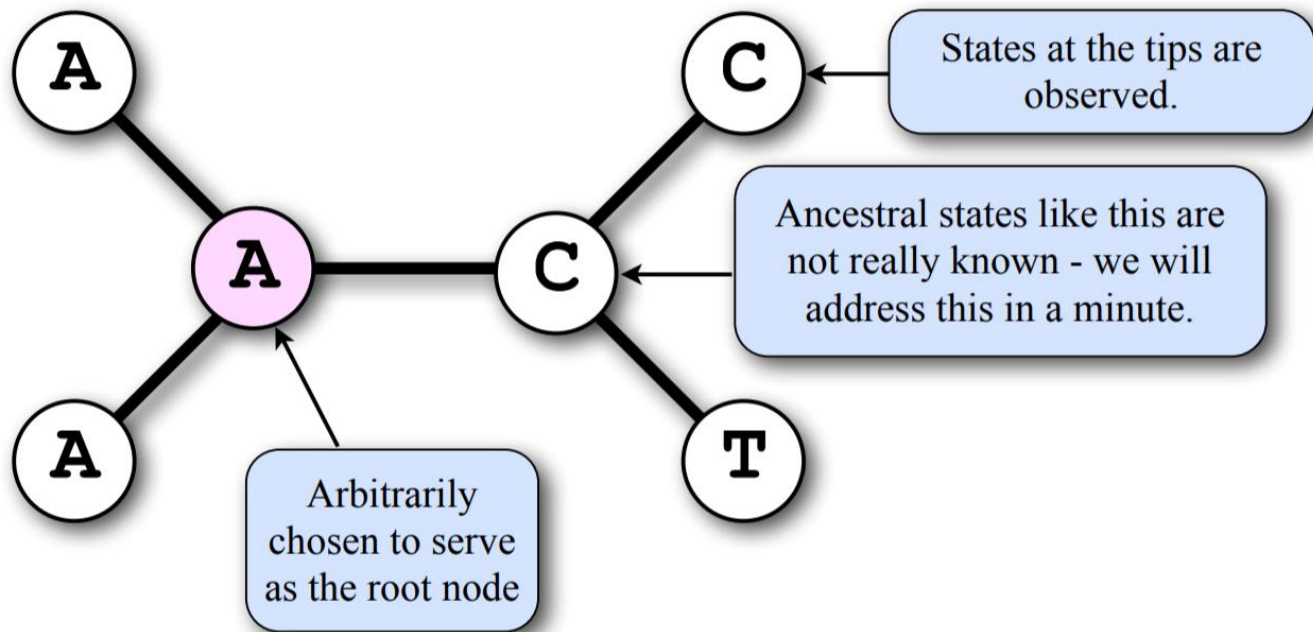 A
C
States at the tips are
observed.
A
C
Ancestral states like this are
not really known - we will
address this in a minute.
A
T
Arbitrarily
chosen to serve
as the root node